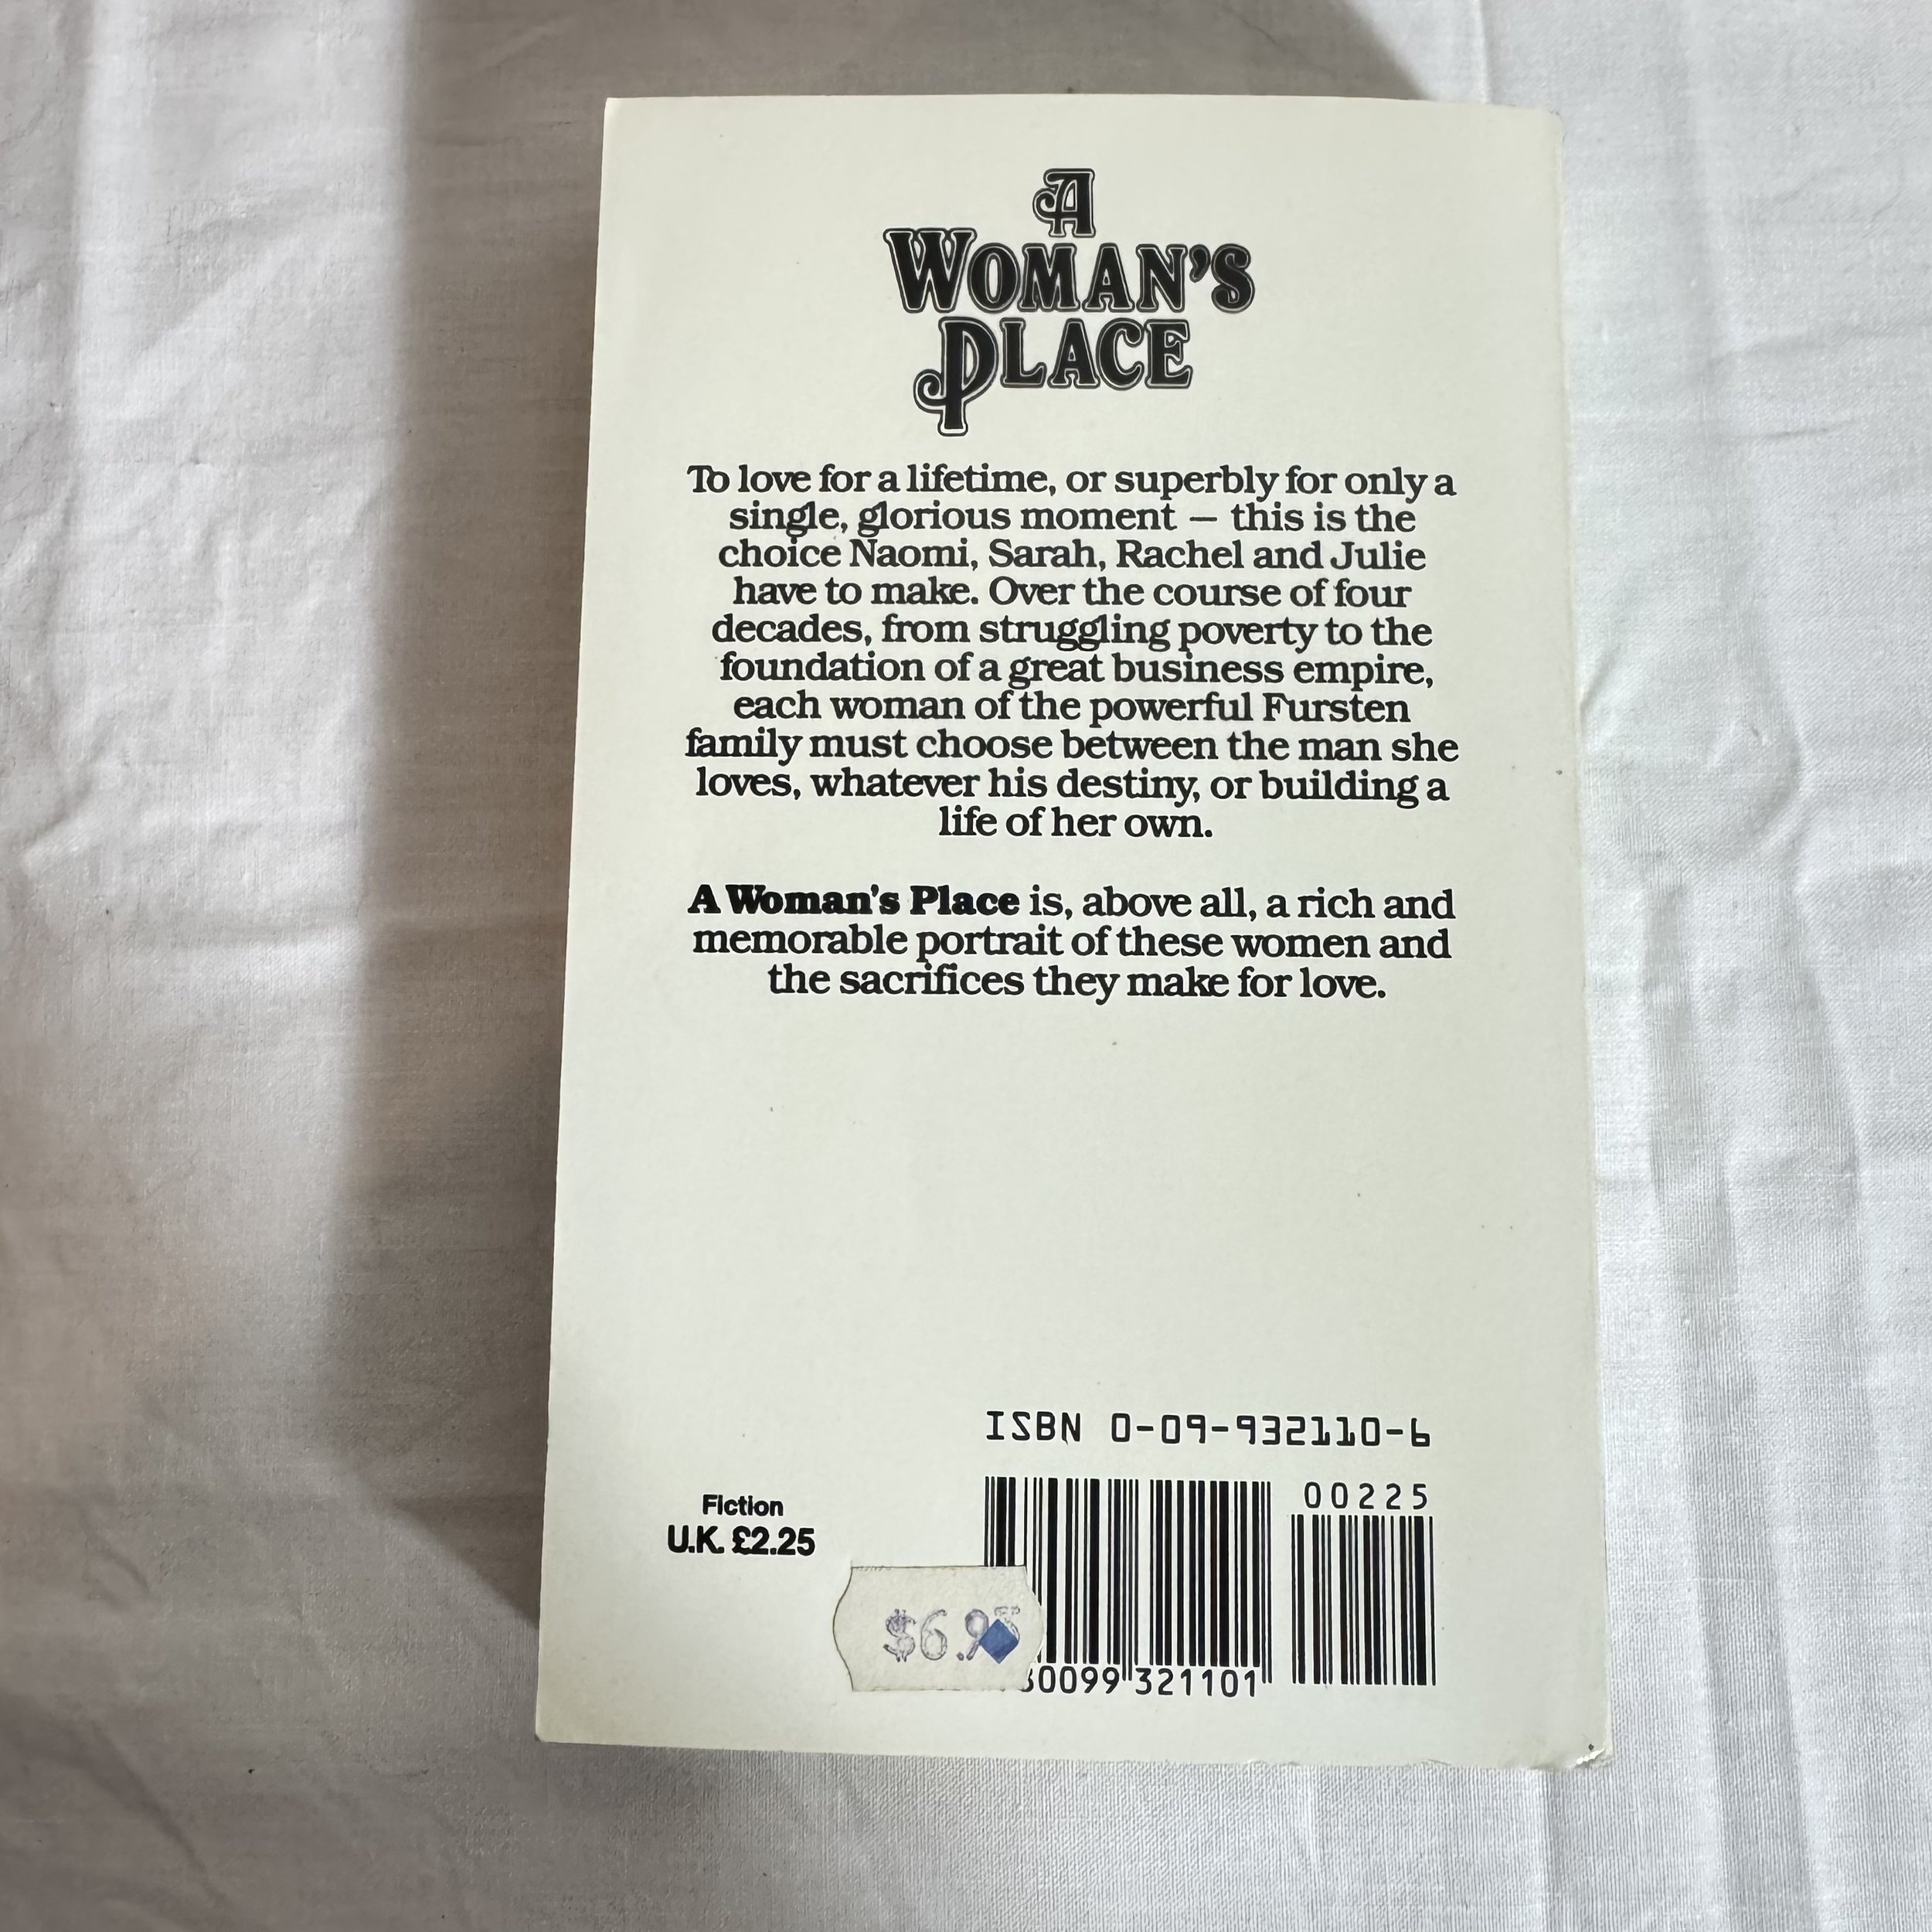 A
WOMAN'S
PLACE
To love for a lifetime, or superbly for only a
single, glorious moment — this is the
choice Naomi, Sarah, Rachel and Julie
have to make. Over the course of four
decades, from struggling poverty to the
foundation of a great business empire,
each woman of the powerful Fursten
family must choose between the man she
loves, whatever his destiny, or building a
life of her own.
A Woman's Place is, above all, a rich and
memorable portrait of these women and
the sacrifices they make for love.
ISBN 0-09-932110-6
00225
Fiction
U.K. £2.25
$6.95
80099 321101